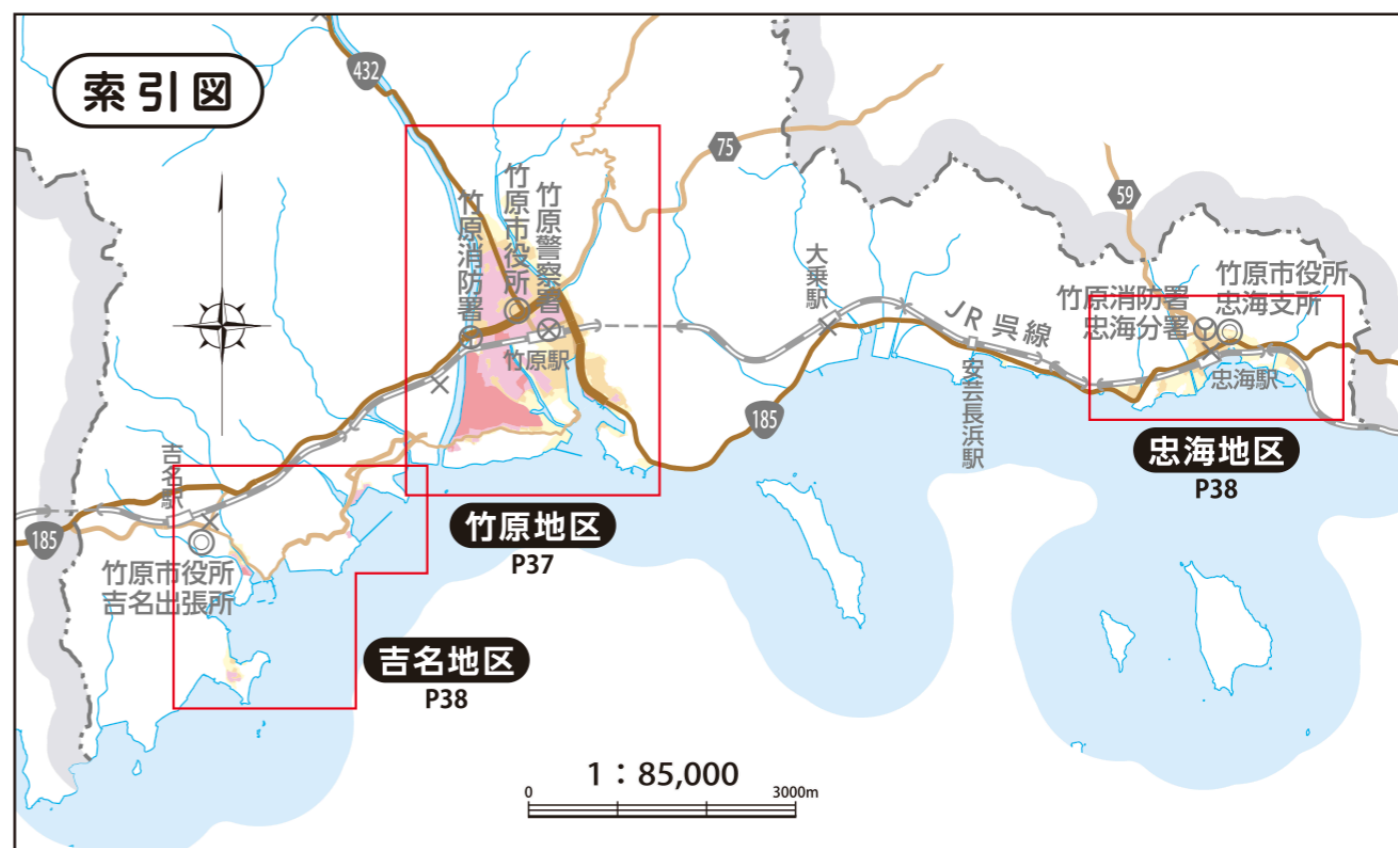 索引図
432
75
59
竹原消防署
竹原市役所
竹原警察署
竹原駅
大乗駅
JR 呉線
安芸長浜駅
竹原消防署
忠海分署
竹原市役所
忠海支所
忠海駅
忠海地区
P38
185
吉名駅
185
竹原市役所
吉名出張所
竹原地区
P37
吉名地区
P38
1：85,000
0
3000m